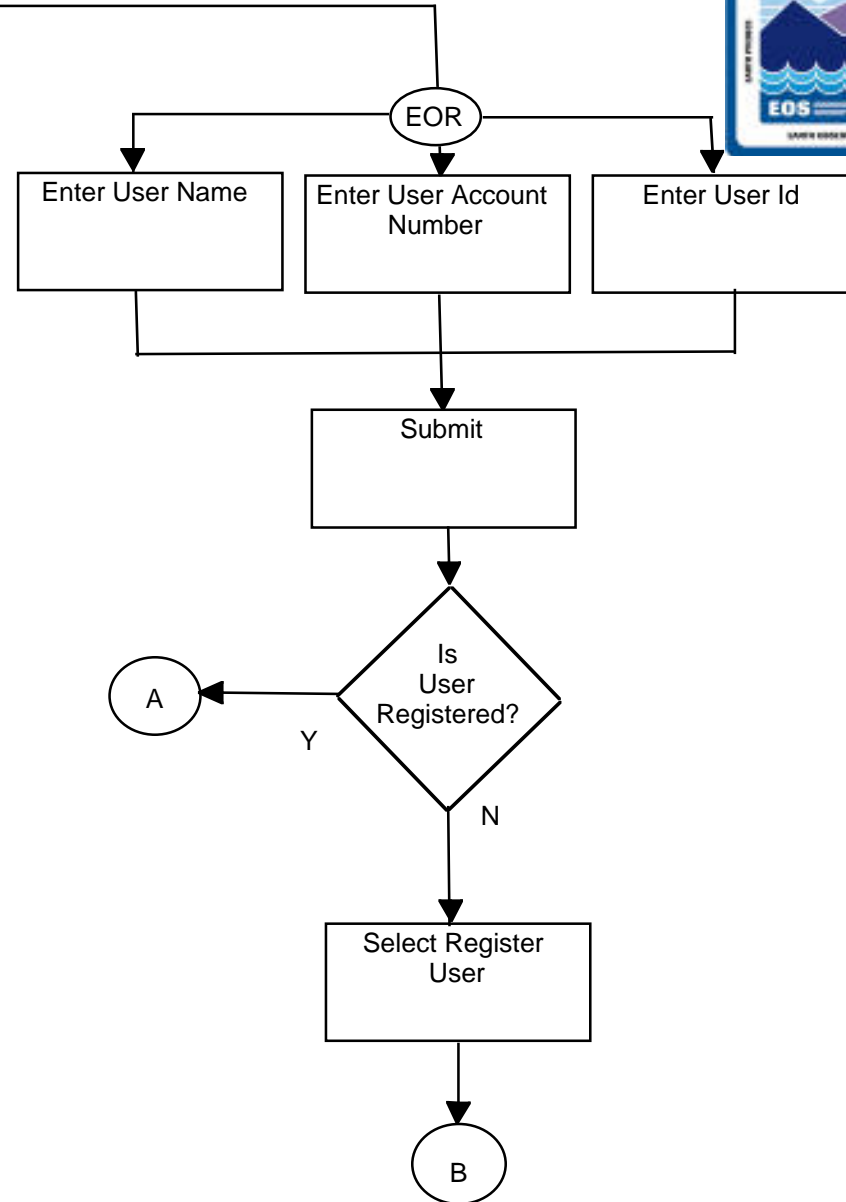 EOR
EOS
Enter User Name
Enter User Account
Number
Enter User Id
Submit
Is
User
Registered?
A
Y
N
Select Register
User
B